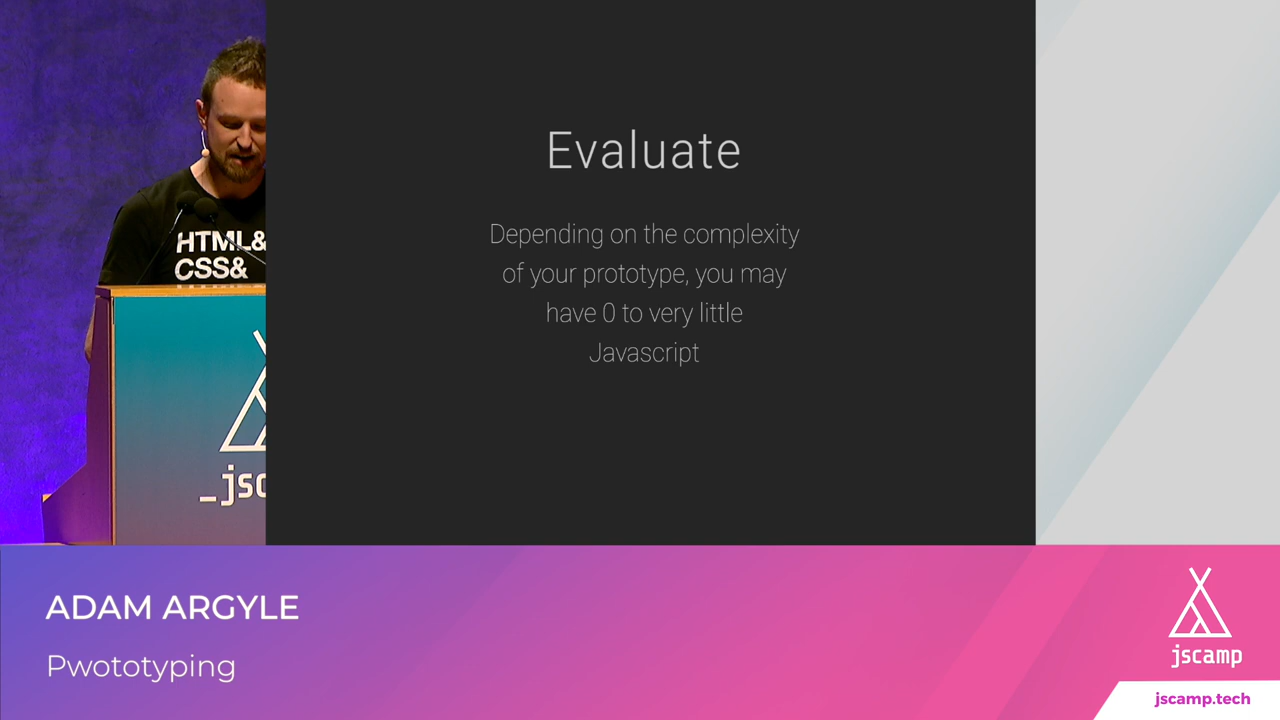 HTML&
CSS&
_jsc
Evaluate
Depending on the complexity
of your prototype, you may
have 0 to very little
Javascript
ADAM ARGYLE
Pwototyping
jscamp
jscamp.tech